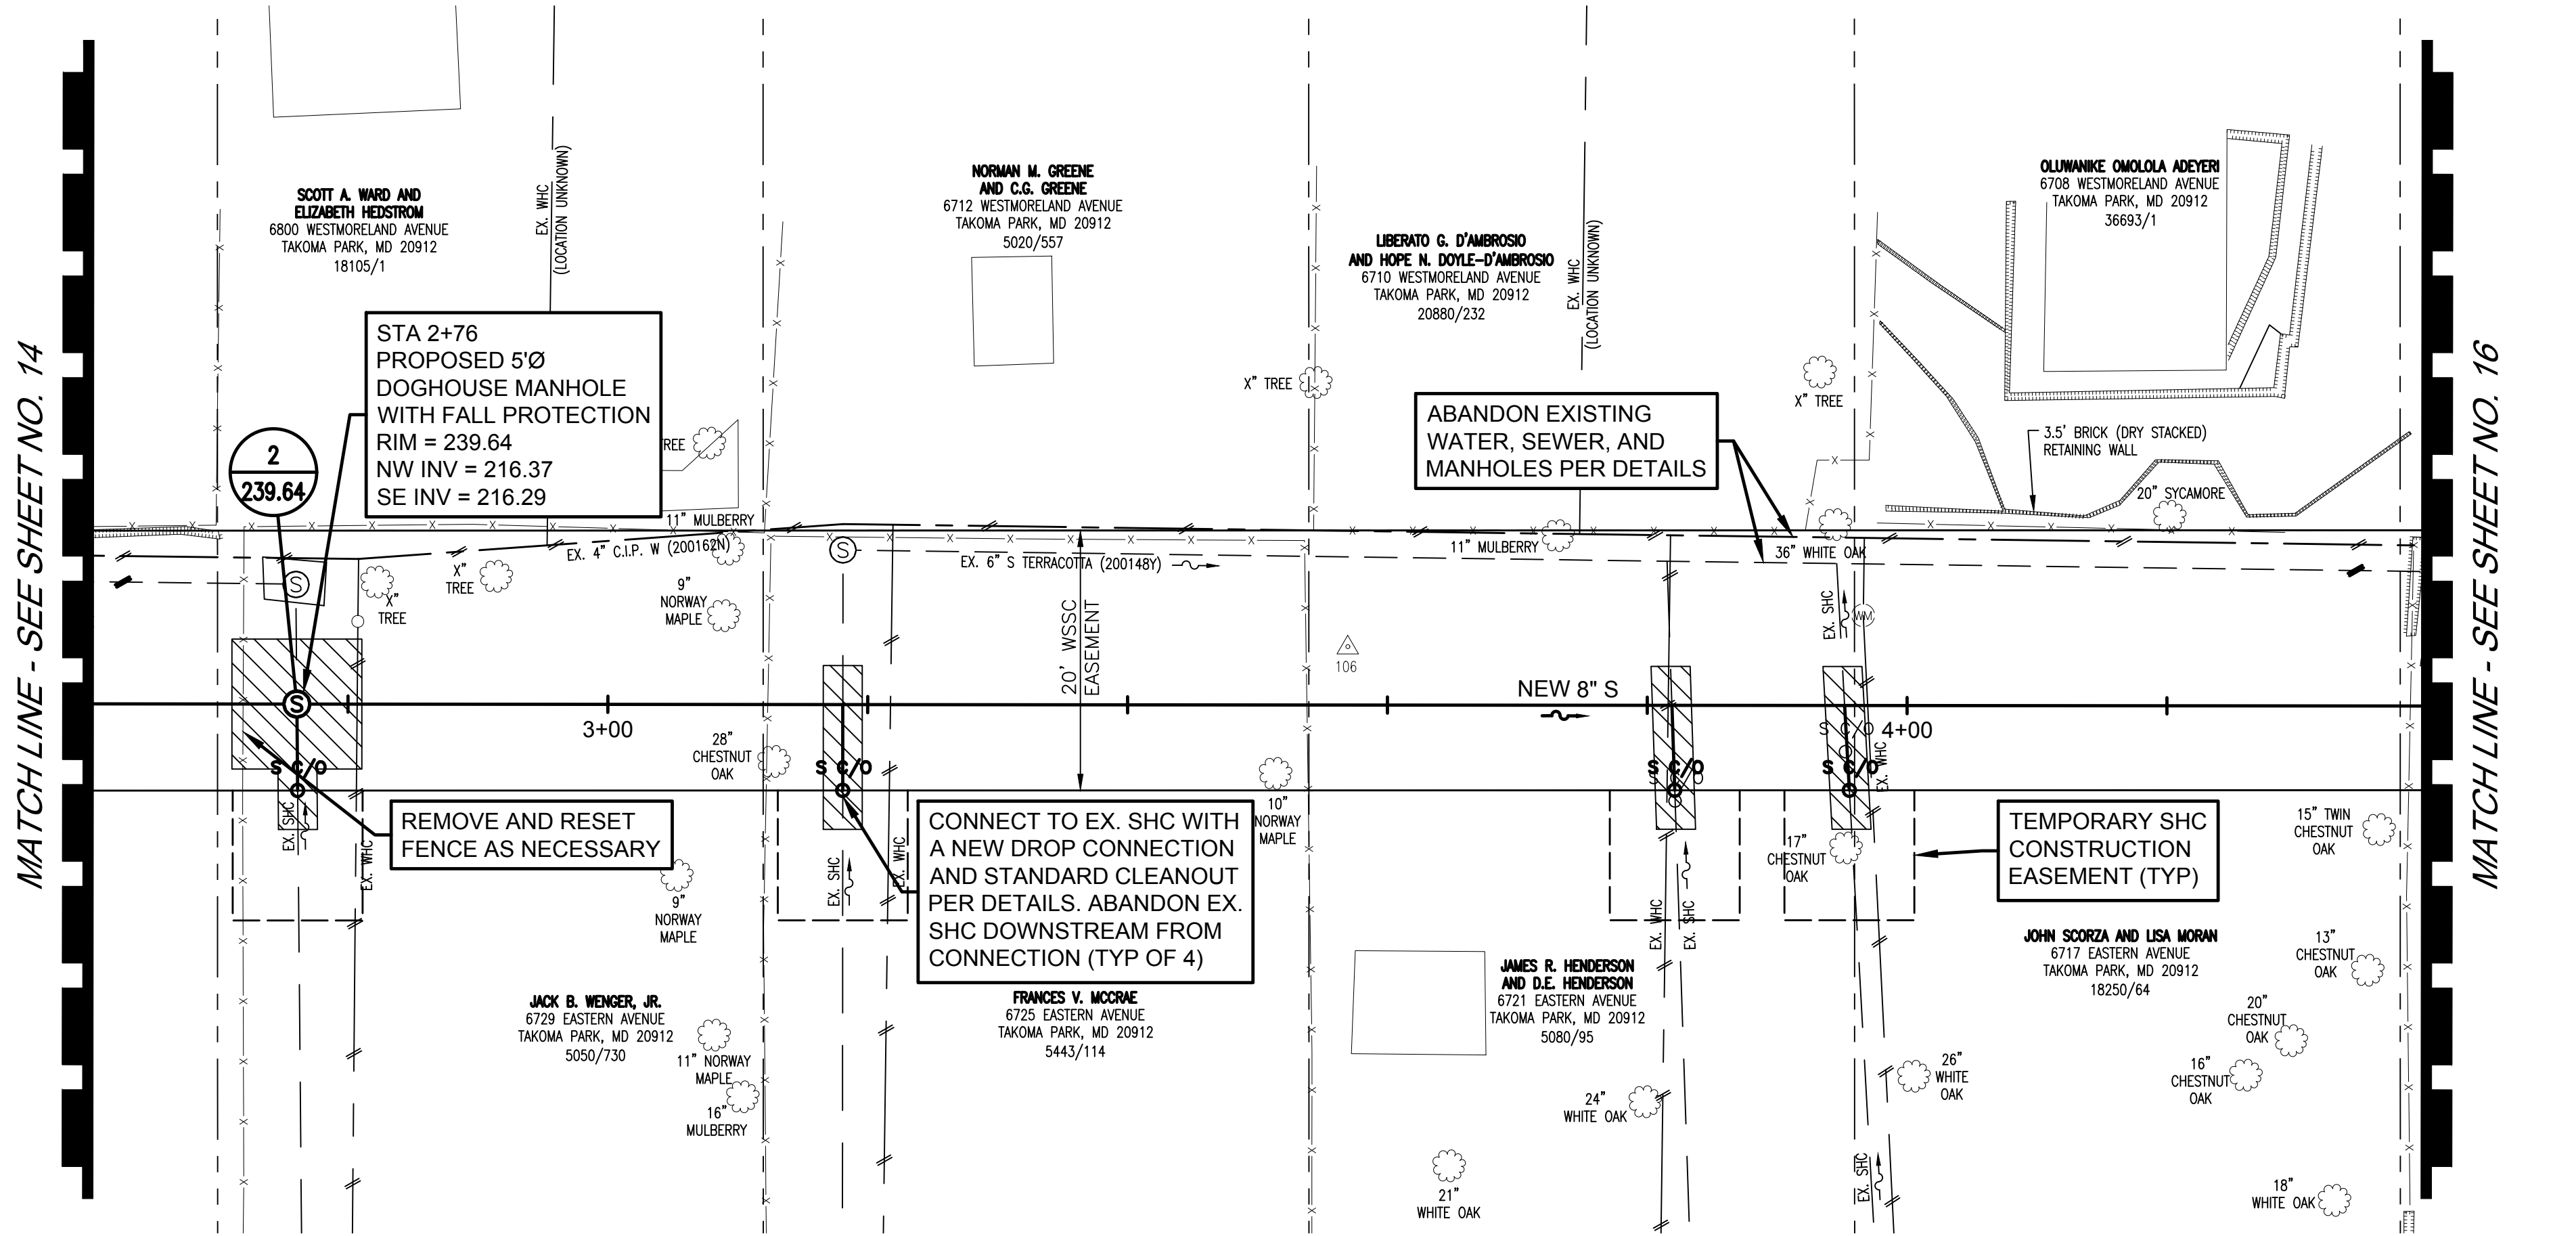 MATCH LINE - SEE SHEET NO. 14
SCOTT A. WARD AND
ELIZABETH HEDSTROM
6800 WESTMORELAND AVENUE
TAKOMA PARK, MD 20912
18105/1
EX. WHC
(LOCATION UNKNOWN)
NORMAN M. GREENE
AND C.G. GREENE
6712 WESTMORELAND AVENUE
TAKOMA PARK, MD 20912
5020/557
LIBERATO G. D'AMBROSIO
AND HOPE N. DOYLE-D'AMBROSIO
6710 WESTMORELAND AVENUE
TAKOMA PARK, MD 20912
20880/232
EX. WHC
(LOCATION UNKNOWN)
OLUWANIKE OMOLOLA ADEYERI
6708 WESTMORELAND AVENUE
TAKOMA PARK, MD 20912
36693/1
STA 2+76
PROPOSED 5'Ø
DOGHOUSE MANHOLE
WITH FALL PROTECTION
RIM = 239.64
NW INV = 216.37
SE INV = 216.29
2
239.64
REE
X" TREE
X" TREE
ABANDON EXISTING
WATER, SEWER, AND
MANHOLES PER DETAILS
3.5' BRICK (DRY STACKED)
RETAINING WALL
20" SYCAMORE
11" MULBERRY
EX. 4" C.I.P. W (200162N)
S
S
EX. 6" S TERRACOTTA (200148Y)
11" MULBERRY
36" WHITE OAK
X"
TREE
X"
TREE
9"
NORWAY
MAPLE
20' WSSC
EASEMENT
106
EX. SHC
WM
S
3+00
NEW 8" S
4+00
S C/O
S C/O
S C/O
S C/O
S C/O
28"
CHESTNUT
OAK
10"
NORWAY
MAPLE
EX. WHC
EX. SHC
EX. WHC
REMOVE AND RESET
FENCE AS NECESSARY
EX. SHC
EX. WHC
CONNECT TO EX. SHC WITH
A NEW DROP CONNECTION
AND STANDARD CLEANOUT
PER DETAILS. ABANDON EX.
SHC DOWNSTREAM FROM
CONNECTION (TYP OF 4)
17"
CHESTNUT
OAK
TEMPORARY SHC
CONSTRUCTION
EASEMENT (TYP)
15" TWIN
CHESTNUT
OAK
9"
NORWAY
MAPLE
EX. WHC
EX. SHC
JACK B. WENGER, JR.
6729 EASTERN AVENUE
TAKOMA PARK, MD 20912
5050/730
FRANCES V. MCCRAE
6725 EASTERN AVENUE
TAKOMA PARK, MD 20912
5443/114
JAMES R. HENDERSON
AND D.E. HENDERSON
6721 EASTERN AVENUE
TAKOMA PARK, MD 20912
5080/95
JOHN SCORZA AND LISA MORAN
6717 EASTERN AVENUE
TAKOMA PARK, MD 20912
18250/64
13"
CHESTNUT
OAK
20"
CHESTNUT
OAK
16"
CHESTNUT
OAK
11" NORWAY
MAPLE
16"
MULBERRY
24"
WHITE OAK
26"
WHITE
OAK
21"
WHITE OAK
EX. SHC
18"
WHITE OAK
MATCH LINE - SEE SHEET NO. 16